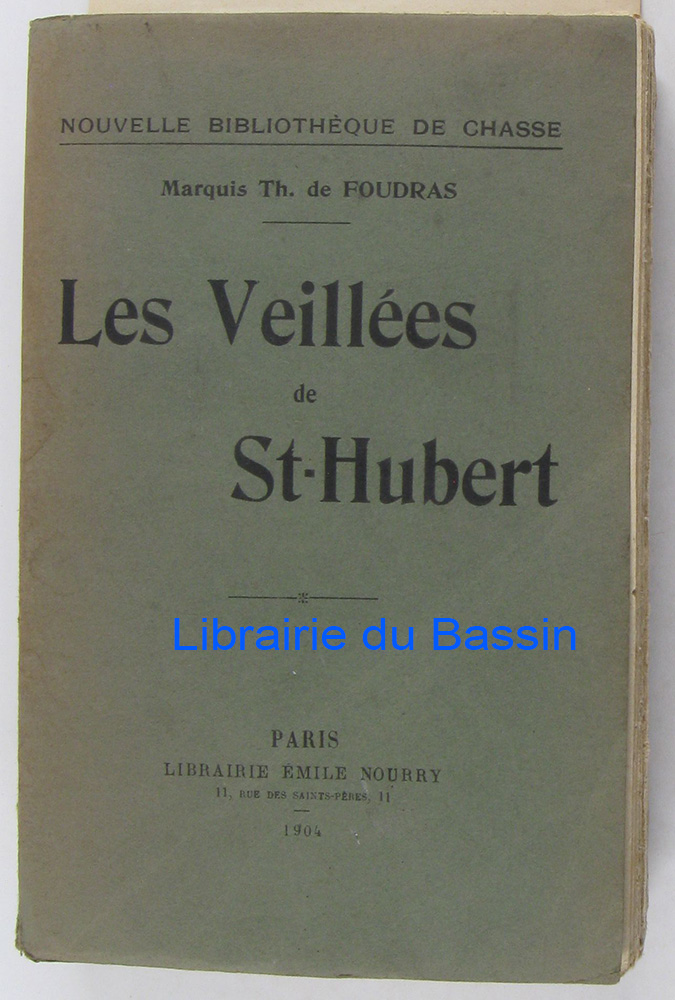 NOUVELLE BIBLIOTHÈQUE DE CHASSE
Marquis Th. de FOUDRAS
Les Veillées
de
St-Hubert
Librairie du Bassin
PARIS
LIBRAIRIE ÉMILE NOURRY
11, RUE DES SAINTS-PÈRES, 11
1904